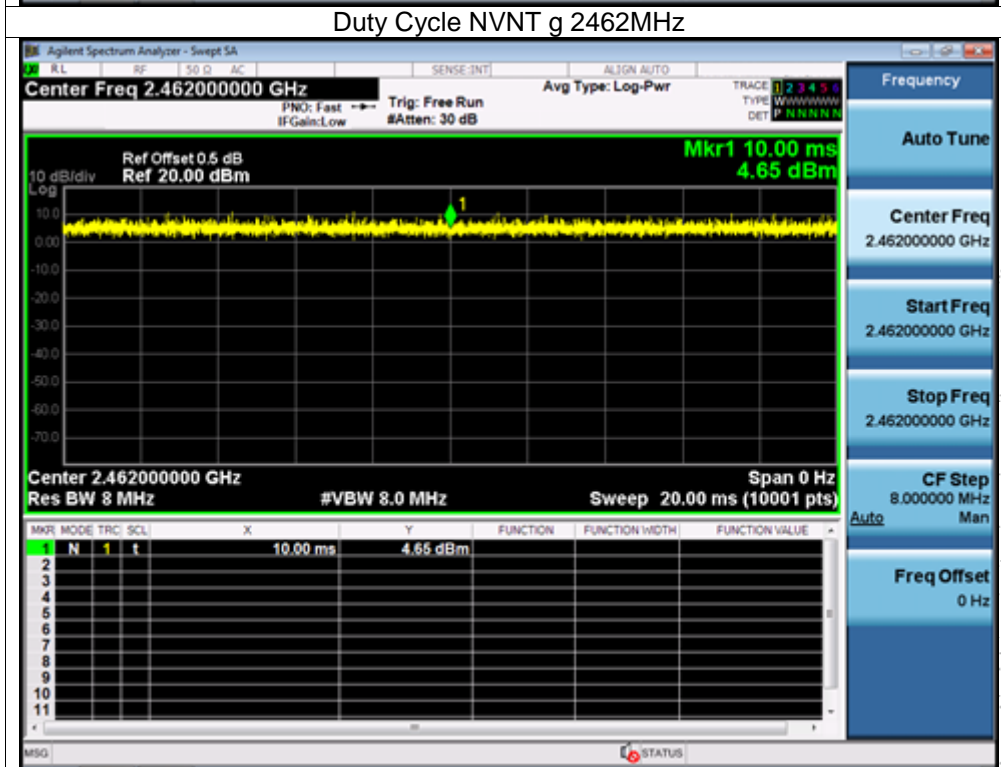 Duty Cycle NVNT g 2462MHz
Agilent Spectrum Analyzer - Swept SA
RL RF 50 Ω AC SENSE:INT ALIGN AUTO
Center Freq 2.462000000 GHz
PNO: Fast
IFGain:Low
Trig: Free Run
#Atten: 30 dB
Avg Type: Log-Pwr
TRACE 1 2 3 4 5 6
TYPE WWWWWW
DET P N N N N N
Mkr1 10.00 ms
4.65 dBm
Ref Offset 0.5 dB
10 dB/div Ref 20.00 dBm
Log
10.0
0.00
-10.0
-20.0
-30.0
-40.0
-50.0
-60.0
-70.0
1
Center 2.462000000 GHz Span 0 Hz
Res BW 8 MHz #VBW 8.0 MHz Sweep 20.00 ms (10001 pts)
MKR MODE TRC SCL X Y FUNCTION FUNCTION WIDTH FUNCTION VALUE
1 N 1 t 10.00 ms 4.65 dBm
2
3
4
5
6
7
8
9
10
11
MSG STATUS
Frequency
Auto Tune
Center Freq
2.462000000 GHz
Start Freq
2.462000000 GHz
Stop Freq
2.462000000 GHz
CF Step
8.000000 MHz
Auto Man
Freq Offset
0 Hz